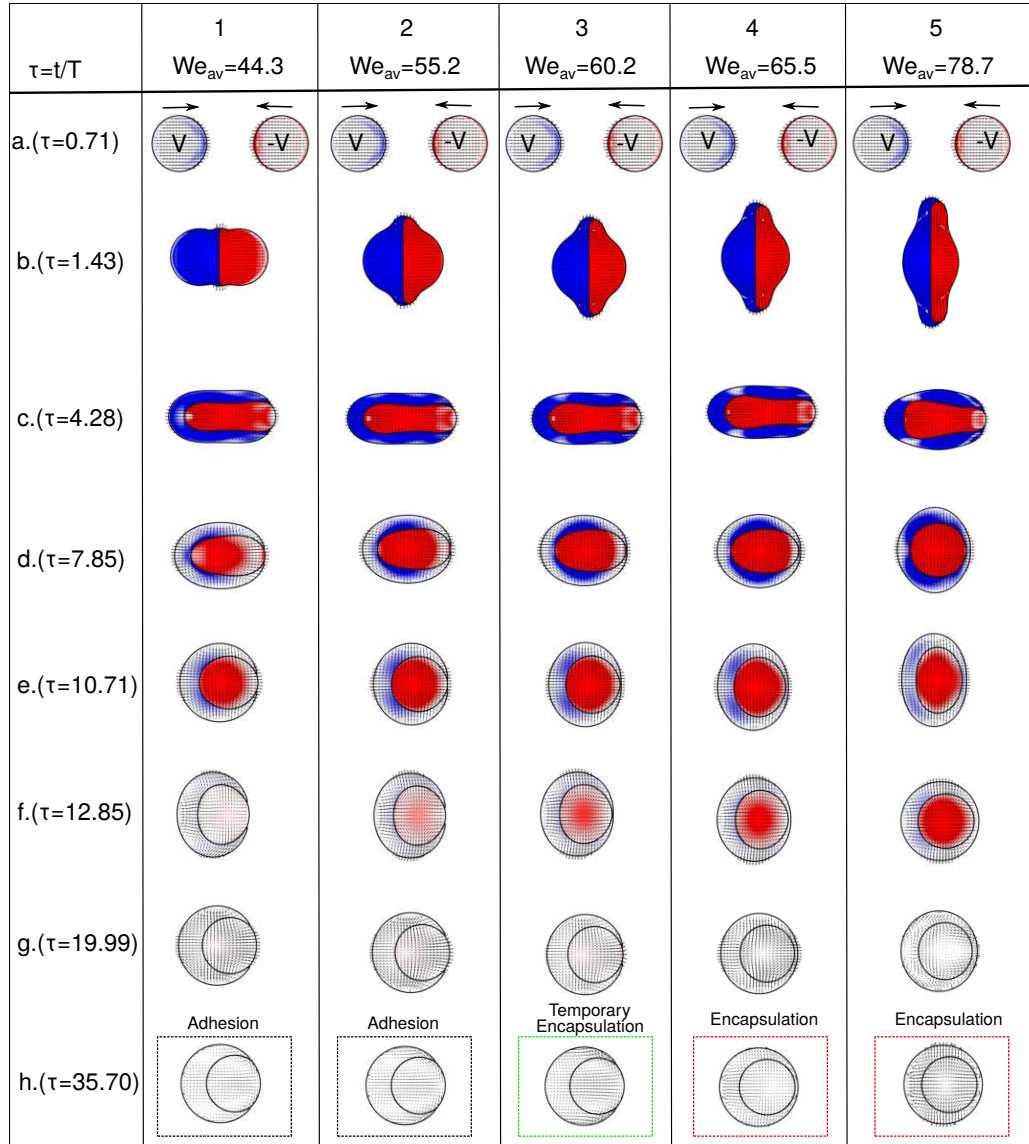 1 2 3 4 5
τ=t/T We_av=44.3 We_av=55.2 We_av=60.2 We_av=65.5 We_av=78.7
a.(τ=0.71) V -V V -V V -V V -V V -V
b.(τ=1.43)
c.(τ=4.28)
d.(τ=7.85)
e.(τ=10.71)
f.(τ=12.85)
g.(τ=19.99)
Adhesion Adhesion Temporary Encapsulation Encapsulation Encapsulation
h.(τ=35.70)